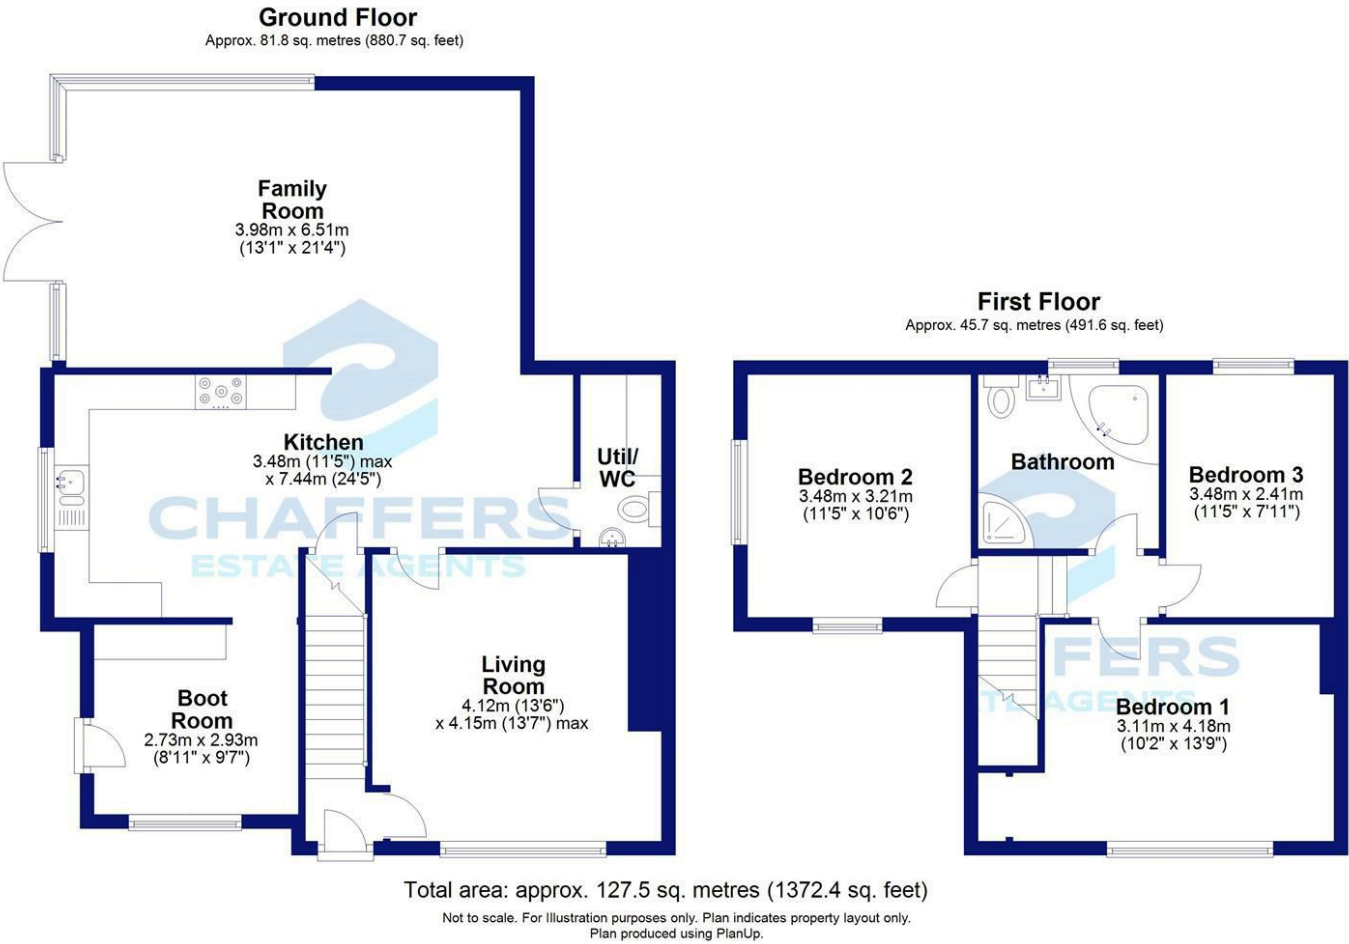 Ground Floor
Approx. 81.8 sq. metres (880.7 sq. feet)
Family
Room
3.98m x 6.51m
(13'1" x 21'4")
Kitchen
3.48m (11'5") max
x 7.44m (24'5")
Util/
WC
CHAFFERS
ESTATE AGENTS
Living
Room
4.12m (13'6")
x 4.15m (13'7") max
Boot
Room
2.73m x 2.93m
(8'11" x 9'7")
First Floor
Approx. 45.7 sq. metres (491.6 sq. feet)
Bedroom 2
3.48m x 3.21m
(11'5" x 10'6")
Bathroom
Bedroom 3
3.48m x 2.41m
(11'5" x 7'11")
FFERS
TE AGENTS
Bedroom 1
3.11m x 4.18m
(10'2" x 13'9")
Total area: approx. 127.5 sq. metres (1372.4 sq. feet)
Not to scale. For Illustration purposes only. Plan indicates property layout only.
Plan produced using PlanUp.